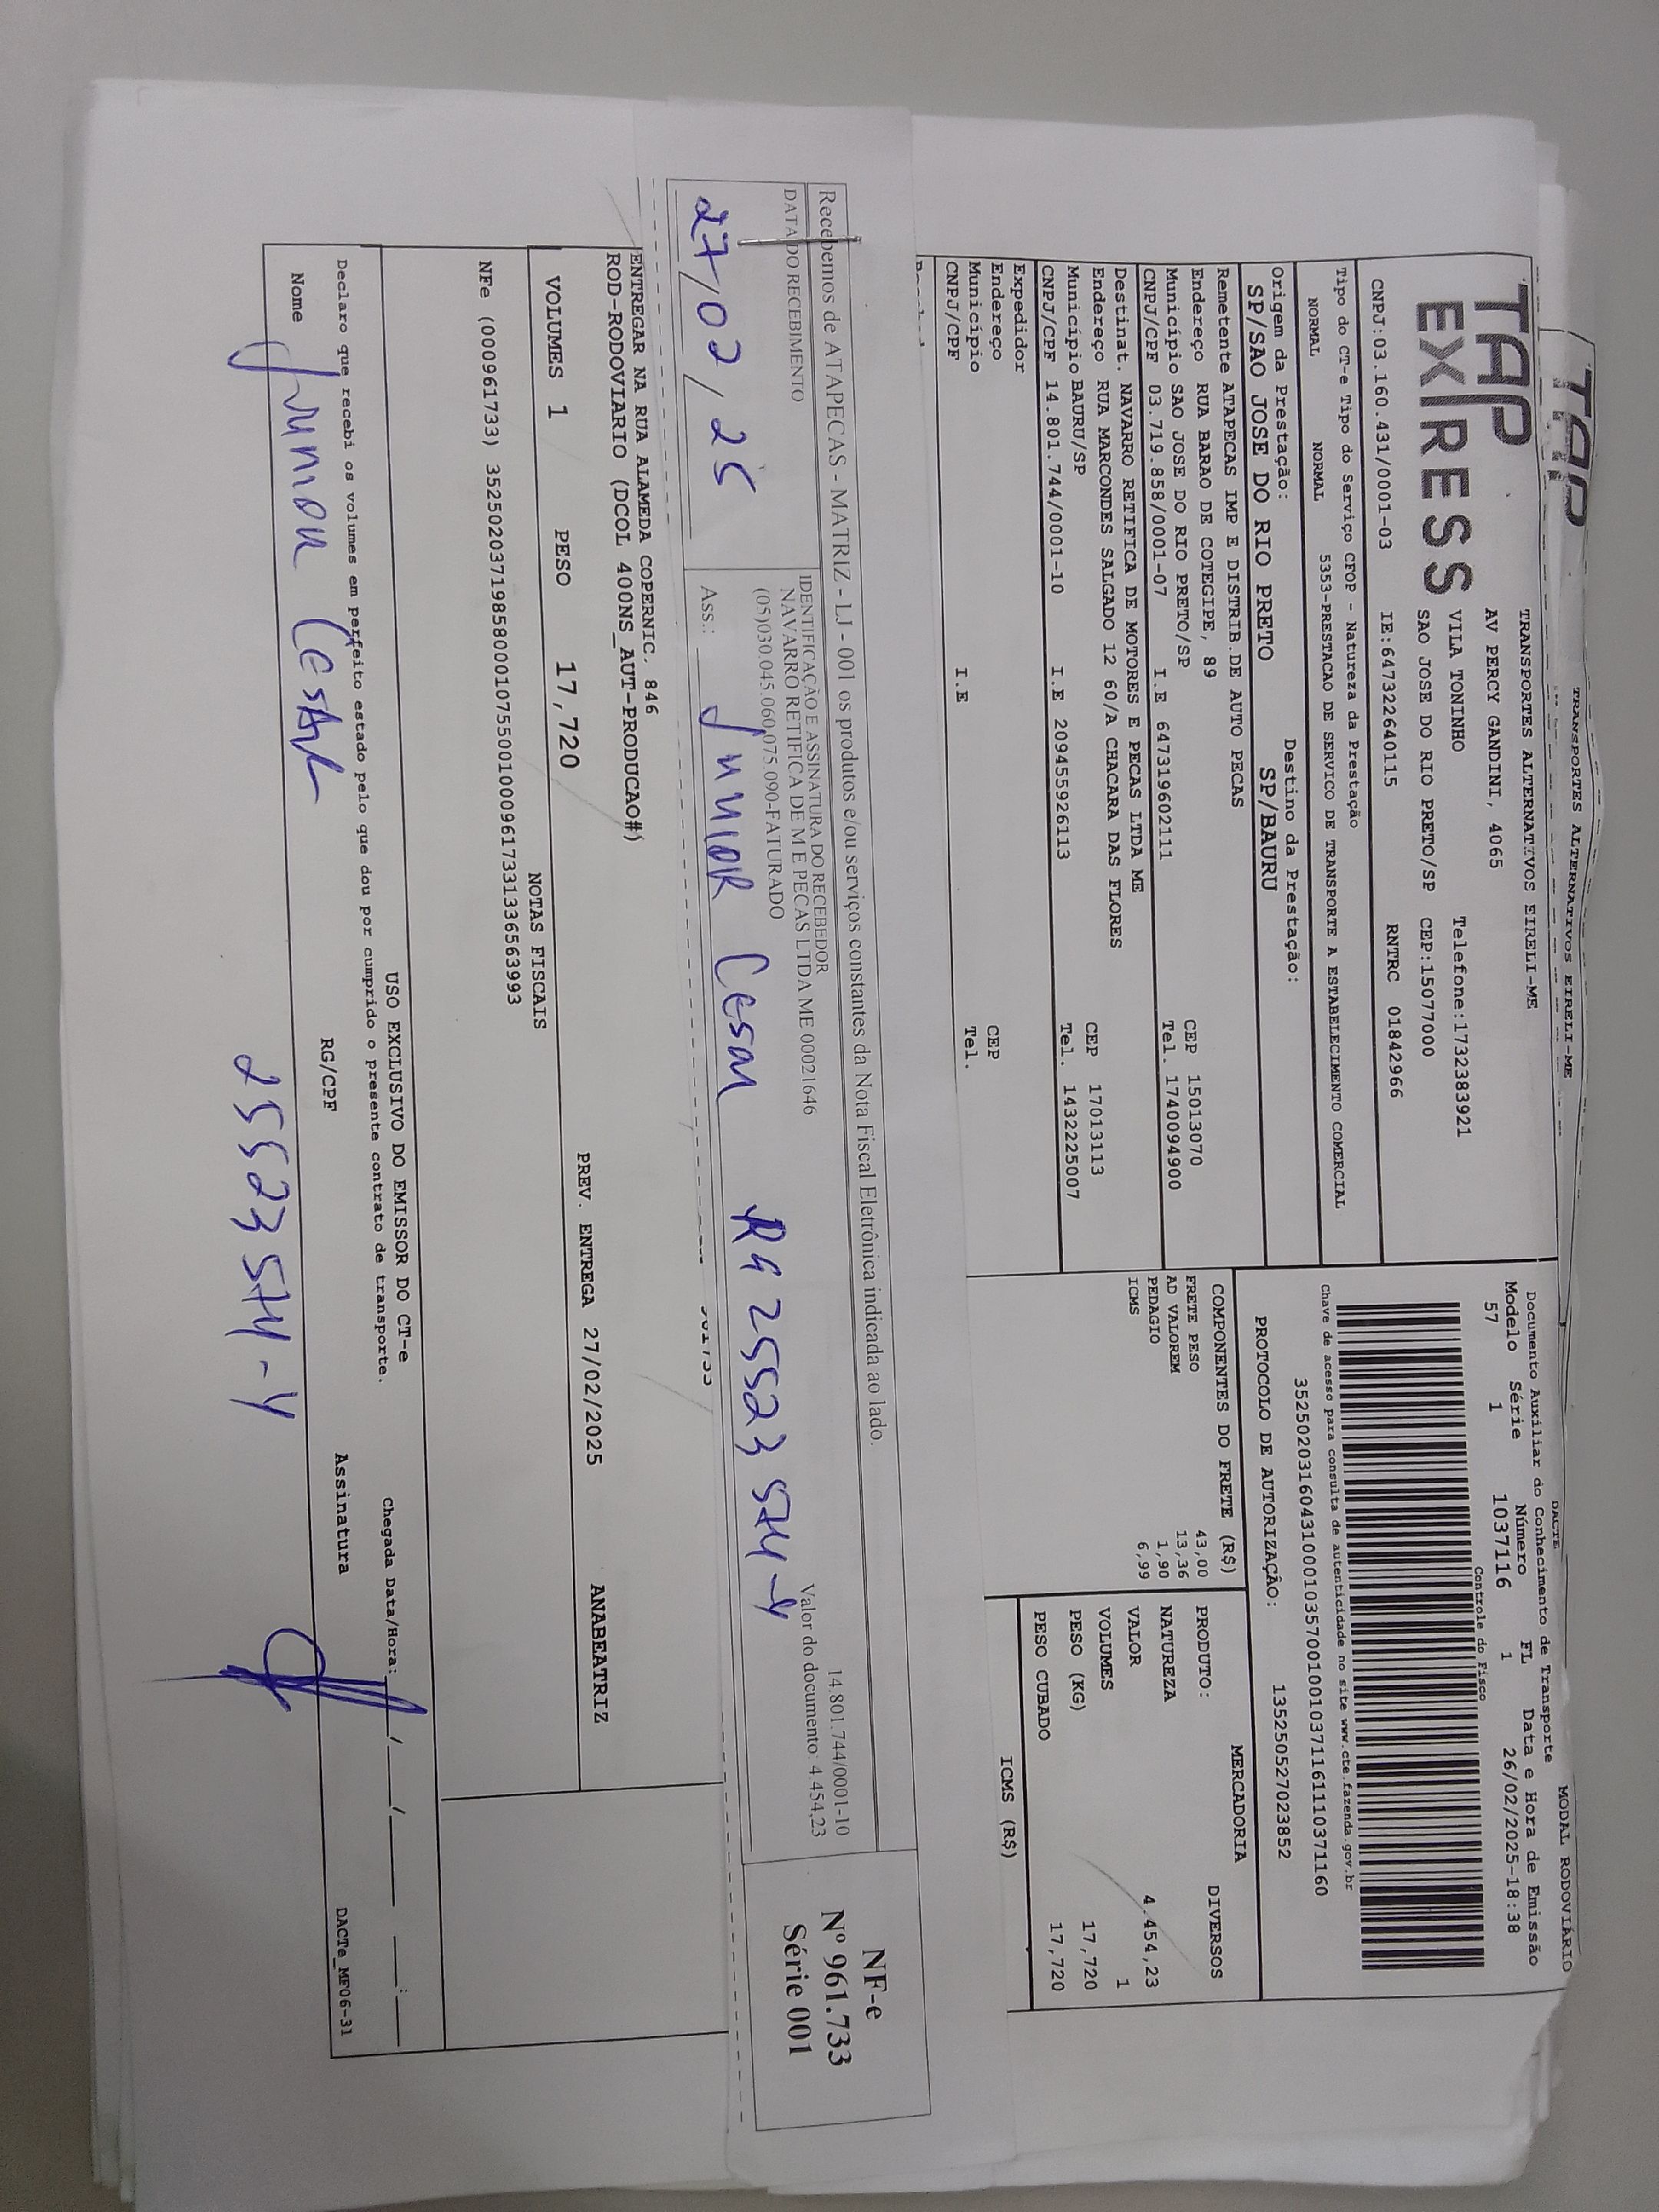 TAP
TRANSPORTES ALTERNATIVOS EIRELI-ME
TAP
EXPRESS
TRANSPORTES ALTERNATIVOS EIRELI-ME
AV PERCY GANDINI, 4065
VILA TONINHO Telefone:1732383921
SAO JOSE DO RIO PRETO/SP CEP:15077000
CNPJ:03.160.431/0001-03 IE:647322640115 RNTRC 01842966
DACTE MODAL RODOVIÁRIO
Documento Auxiliar do Conhecimento de Transporte
Modelo Série Número FL Data e Hora de Emissão
57 1 1037116 1 26/02/2025-18:38
Controle do Fisco
Chave de acesso para consulta de autenticidade no site www.cte.fazenda.gov.br
35250203160431000103570010010371161110371160
PROTOCOLO DE AUTORIZAÇÃO: 135250527023852
Tipo do CT-e Tipo do Serviço CFOP - Natureza da Prestação
NORMAL NORMAL 5353-PRESTACAO DE SERVICO DE TRANSPORTE A ESTABELECIMENTO COMERCIAL
Origem da Prestação: Destino da Prestação:
SP/SAO JOSE DO RIO PRETO SP/BAURU
Remetente ATAPECAS IMP E DISTRIB.DE AUTO PECAS
Endereço RUA BARAO DE COTEGIPE, 89 CEP 15013070
Município SAO JOSE DO RIO PRETO/SP Tel. 1740094900
CNPJ/CPF 03.719.858/0001-07 I.E 647319602111
Destinat. NAVARRO RETIFICA DE MOTORES E PECAS LTDA ME
Endereço RUA MARCONDES SALGADO 12 60/A CHACARA DAS FLORES CEP 17013113
Município BAURU/SP Tel. 1432225007
CNPJ/CPF 14.801.744/0001-10 I.E 209455926113
Expedidor
Endereço CEP
Município Tel.
CNPJ/CPF I.E
COMPONENTES DO FRETE (R$)
FRETE PESO 43,00
AD VALOREM 13,36
PEDAGIO 1,90
ICMS 6,99
MERCADORIA
PRODUTO: DIVERSOS
NATUREZA
VALOR 4.454,23
VOLUMES 1
PESO (KG) 17,720
PESO CUBADO 17,720
ICMS (R$)
Recebemos de ATAPECAS - MATRIZ - LJ - 001 os produtos e/ou serviços constantes da Nota Fiscal Eletrônica indicada ao lado.
DATA DO RECEBIMENTO
27/02/25
IDENTIFICAÇÃO E ASSINATURA DO RECEBEDOR
NAVARRO RETIFICA DE M E PECAS LTDA ME 00021646 14.801.744/0001-10
(05)030.045.060,075.090-FATURADO Valor do documento: 4.454,23
Ass.: Junior Cesar RG 25523574-4
NF-e
Nº 961.733
Série 001
ENTREGAR NA RUA ALAMEDA COPERNIC. 846
ROD-RODOVIARIO (DCOL 400NS_AUT-PRODUCAO#)
VOLUMES 1 PESO 17,720 PREV. ENTREGA 27/02/2025 ANABEATRIZ
NOTAS FISCAIS
NFe (000961733) 35250203719858000107550010009617331336563993
USO EXCLUSIVO DO EMISSOR DO CT-e
Declaro que recebi os volumes em perfeito estado pelo que dou por cumprido o presente contrato de transporte. Chegada Data/Hora: / / :
Nome RG/CPF Assinatura
Junior Cesar 25523574-4
DACTe_MF06-31